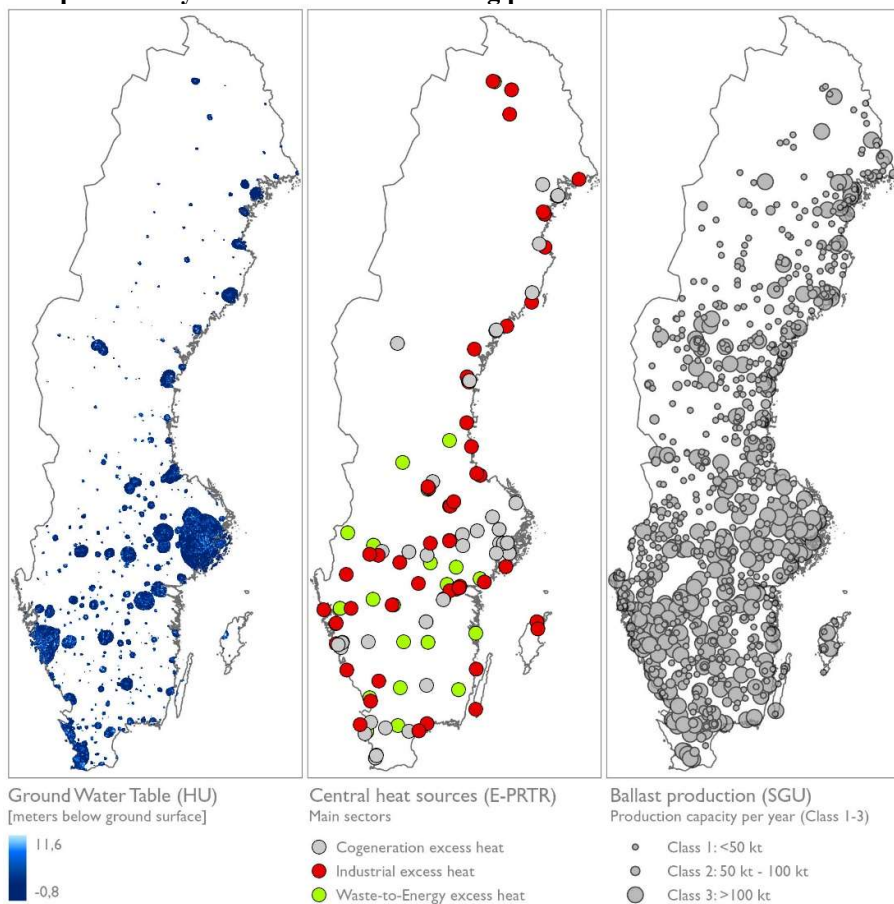 Ground Water Table (HU)
[meters below ground surface]
11,6
-0,8
Central heat sources (E-PRTR)
Main sectors
Cogeneration excess heat
Industrial excess heat
Waste-to-Energy excess heat
Ballast production (SGU)
Production capacity per year (Class 1-3)
Class 1: <50 kt
Class 2: 50 kt - 100 kt
Class 3: >100 kt